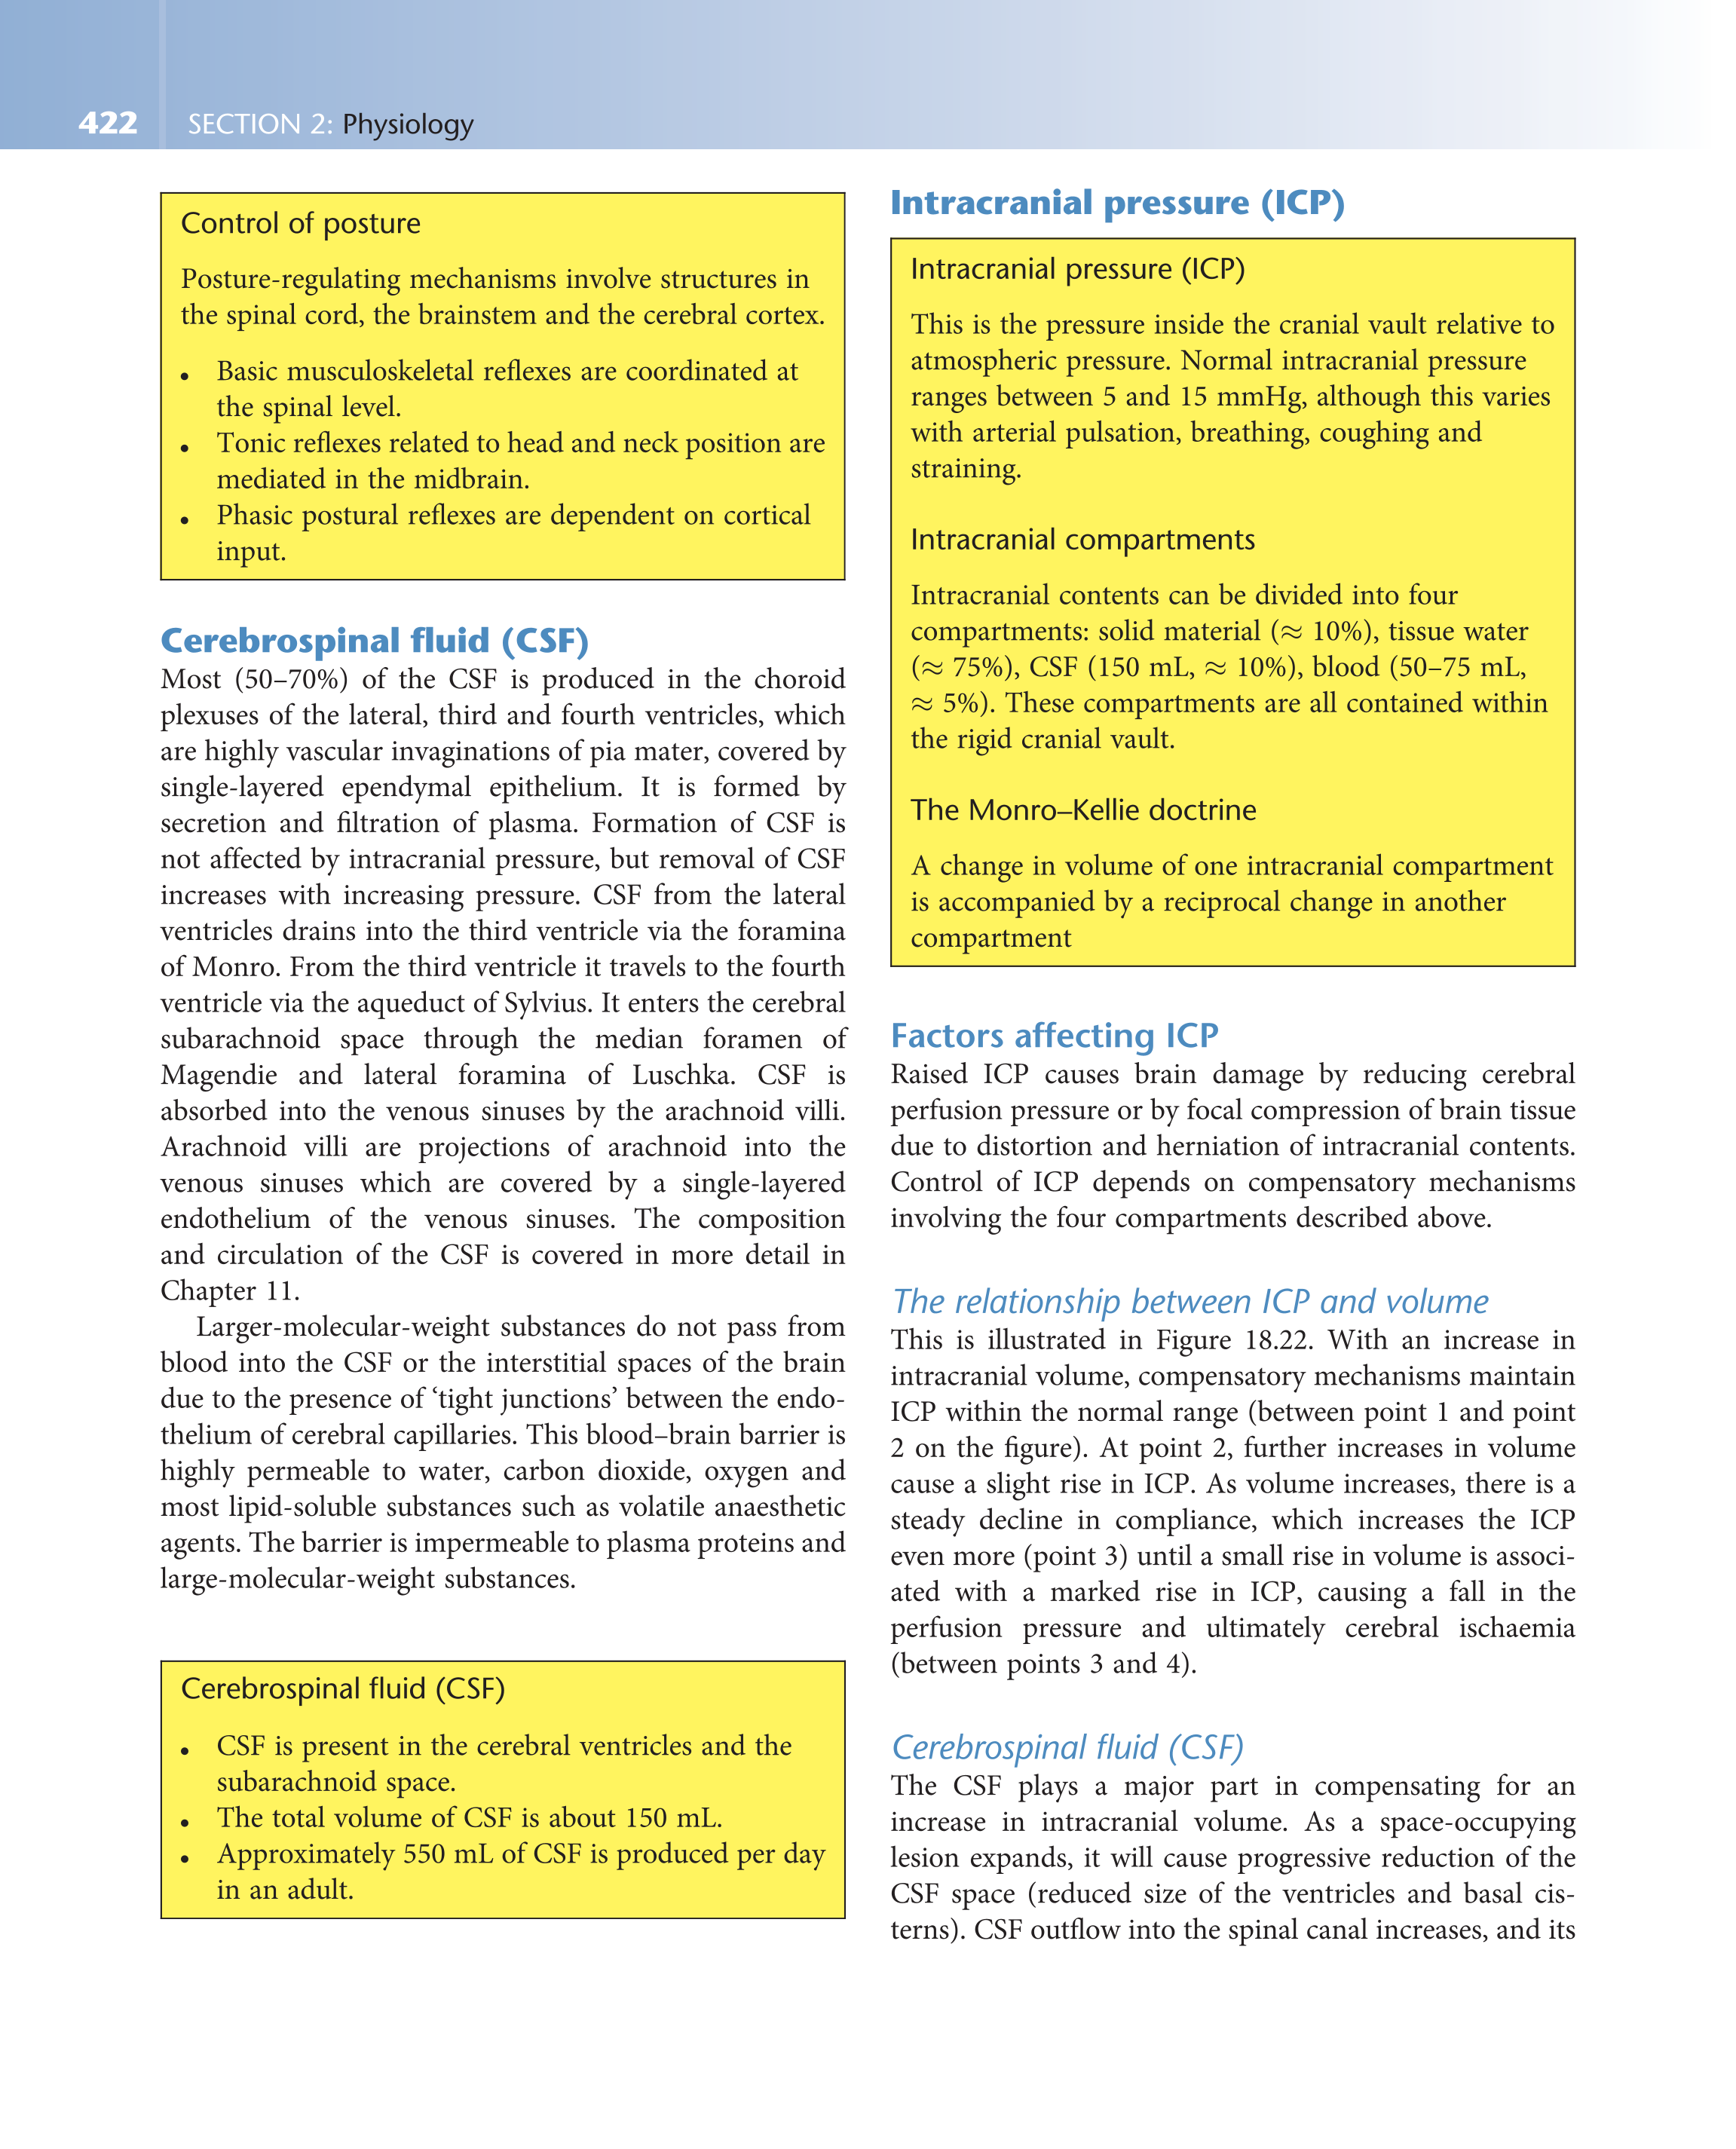 422 SECTION 2: Physiology
Control of posture
Posture-regulating mechanisms involve structures in
the spinal cord, the brainstem and the cerebral cortex.
• Basic musculoskeletal reflexes are coordinated at
the spinal level.
• Tonic reflexes related to head and neck position are
mediated in the midbrain.
• Phasic postural reflexes are dependent on cortical
input.
Cerebrospinal fluid (CSF)
Most (50–70%) of the CSF is produced in the choroid
plexuses of the lateral, third and fourth ventricles, which
are highly vascular invaginations of pia mater, covered by
single-layered ependymal epithelium. It is formed by
secretion and filtration of plasma. Formation of CSF is
not affected by intracranial pressure, but removal of CSF
increases with increasing pressure. CSF from the lateral
ventricles drains into the third ventricle via the foramina
of Monro. From the third ventricle it travels to the fourth
ventricle via the aqueduct of Sylvius. It enters the cerebral
subarachnoid space through the median foramen of
Magendie and lateral foramina of Luschka. CSF is
absorbed into the venous sinuses by the arachnoid villi.
Arachnoid villi are projections of arachnoid into the
venous sinuses which are covered by a single-layered
endothelium of the venous sinuses. The composition
and circulation of the CSF is covered in more detail in
Chapter 11.
Larger-molecular-weight substances do not pass from
blood into the CSF or the interstitial spaces of the brain
due to the presence of ‘tight junctions’ between the endo-
thelium of cerebral capillaries. This blood–brain barrier is
highly permeable to water, carbon dioxide, oxygen and
most lipid-soluble substances such as volatile anaesthetic
agents. The barrier is impermeable to plasma proteins and
large-molecular-weight substances.
Cerebrospinal fluid (CSF)
• CSF is present in the cerebral ventricles and the
subarachnoid space.
• The total volume of CSF is about 150 mL.
• Approximately 550 mL of CSF is produced per day
in an adult.
Intracranial pressure (ICP)
Intracranial pressure (ICP)
This is the pressure inside the cranial vault relative to
atmospheric pressure. Normal intracranial pressure
ranges between 5 and 15 mmHg, although this varies
with arterial pulsation, breathing, coughing and
straining.
Intracranial compartments
Intracranial contents can be divided into four
compartments: solid material (≈ 10%), tissue water
(≈ 75%), CSF (150 mL, ≈ 10%), blood (50–75 mL,
≈ 5%). These compartments are all contained within
the rigid cranial vault.
The Monro–Kellie doctrine
A change in volume of one intracranial compartment
is accompanied by a reciprocal change in another
compartment
Factors affecting ICP
Raised ICP causes brain damage by reducing cerebral
perfusion pressure or by focal compression of brain tissue
due to distortion and herniation of intracranial contents.
Control of ICP depends on compensatory mechanisms
involving the four compartments described above.
The relationship between ICP and volume
This is illustrated in Figure 18.22. With an increase in
intracranial volume, compensatory mechanisms maintain
ICP within the normal range (between point 1 and point
2 on the figure). At point 2, further increases in volume
cause a slight rise in ICP. As volume increases, there is a
steady decline in compliance, which increases the ICP
even more (point 3) until a small rise in volume is associ-
ated with a marked rise in ICP, causing a fall in the
perfusion pressure and ultimately cerebral ischaemia
(between points 3 and 4).
Cerebrospinal fluid (CSF)
The CSF plays a major part in compensating for an
increase in intracranial volume. As a space-occupying
lesion expands, it will cause progressive reduction of the
CSF space (reduced size of the ventricles and basal cis-
terns). CSF outflow into the spinal canal increases, and its